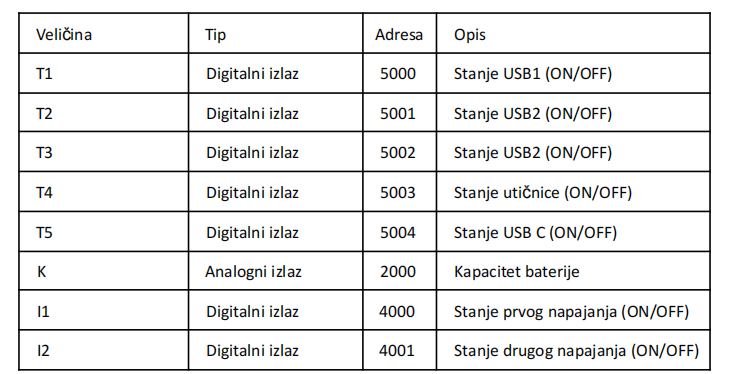 Veličina Tip Adresa Opis
T1 Digitalni izlaz 5000 Stanje USB1 (ON/OFF)
T2 Digitalni izlaz 5001 Stanje USB2 (ON/OFF)
T3 Digitalni izlaz 5002 Stanje USB2 (ON/OFF)
T4 Digitalni izlaz 5003 Stanje utičnice (ON/OFF)
T5 Digitalni izlaz 5004 Stanje USB C (ON/OFF)
K Analogni izlaz 2000 Kapacitet baterije
I1 Digitalni izlaz 4000 Stanje prvog napajanja (ON/OFF)
I2 Digitalni izlaz 4001 Stanje drugog napajanja (ON/OFF)